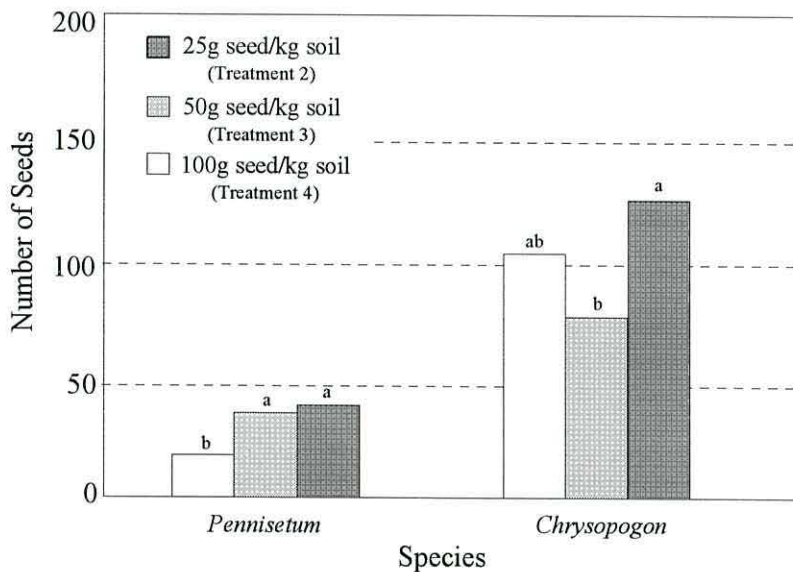 200
150
100
50
0
Number of Seeds
25g seed/kg soil
(Treatment 2)
50g seed/kg soil
(Treatment 3)
100g seed/kg soil
(Treatment 4)
b
a
a
ab
b
a
Pennisetum
Chrysopogon
Species